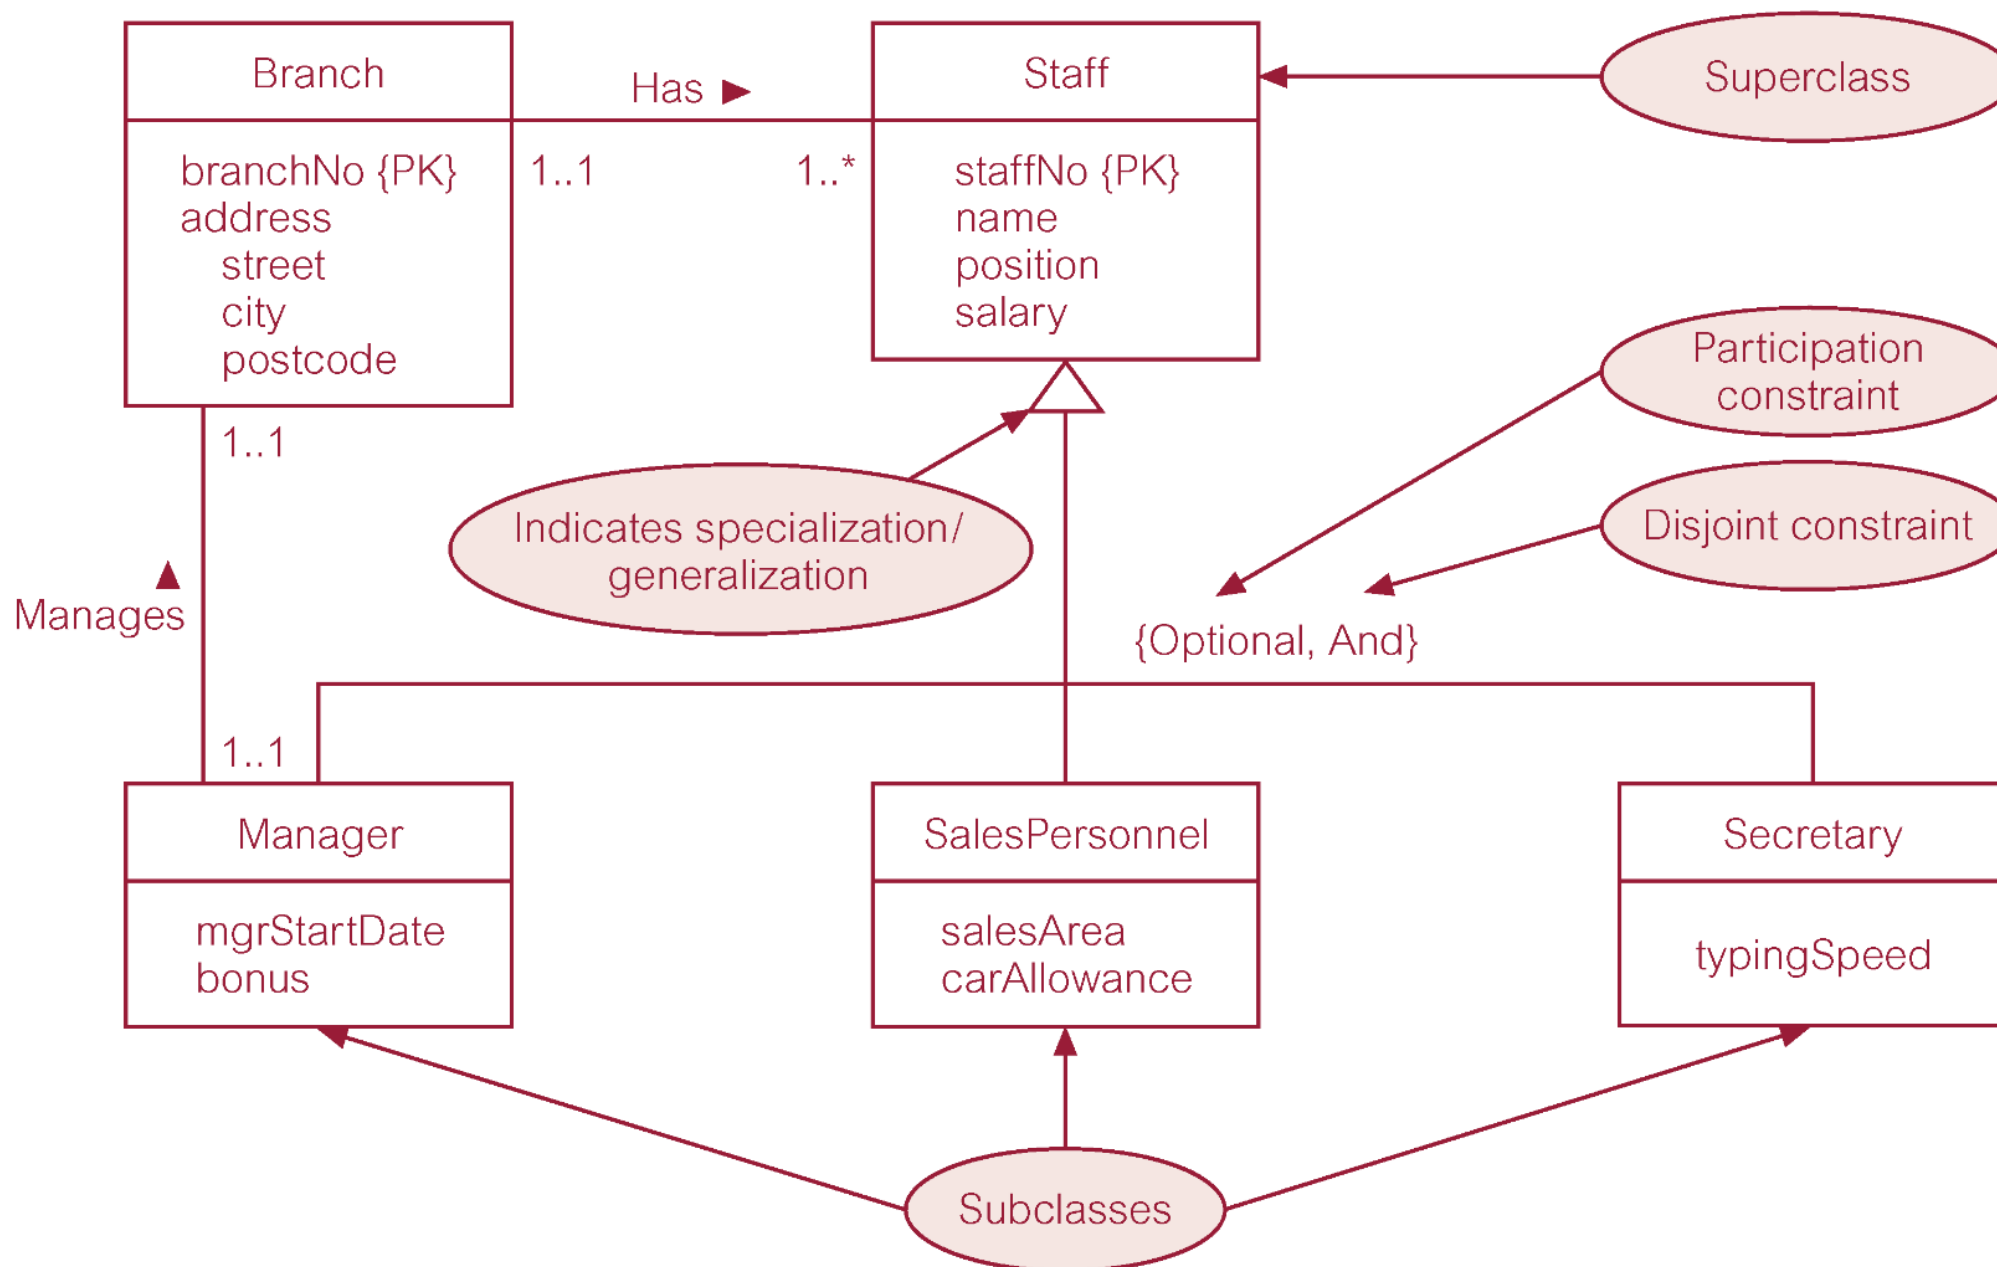 Branch
Has ►
Staff
Superclass
branchNo {PK}
address
street
city
postcode
1..1
1..*
staffNo {PK}
name
position
salary
Participation
constraint
1..1
Indicates specialization/
generalization
Disjoint constraint
▲
Manages
{Optional, And}
1..1
Manager
mgrStartDate
bonus
SalesPersonnel
salesArea
carAllowance
Secretary
typingSpeed
Subclasses